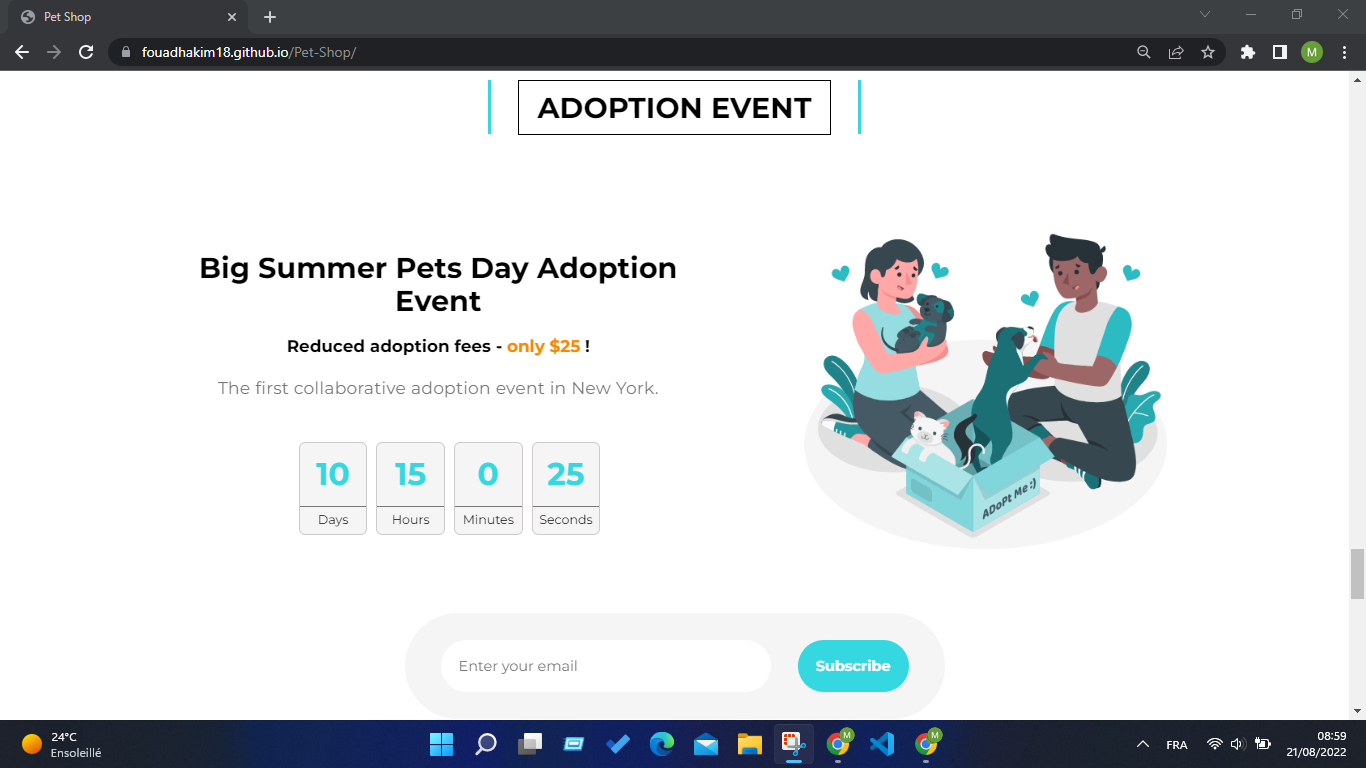 Pet Shop
fouadhakim18.github.io/Pet-Shop/
M
ADOPTION EVENT
Big Summer Pets Day Adoption
Event
Reduced adoption fees - only $25 !
The first collaborative adoption event in New York.
10 15 0 25
Days Hours Minutes Seconds
ADoPt Me :)
Enter your email
Subscribe
24°C
Ensoleillé
M
M
FRA
08:59
21/08/2022